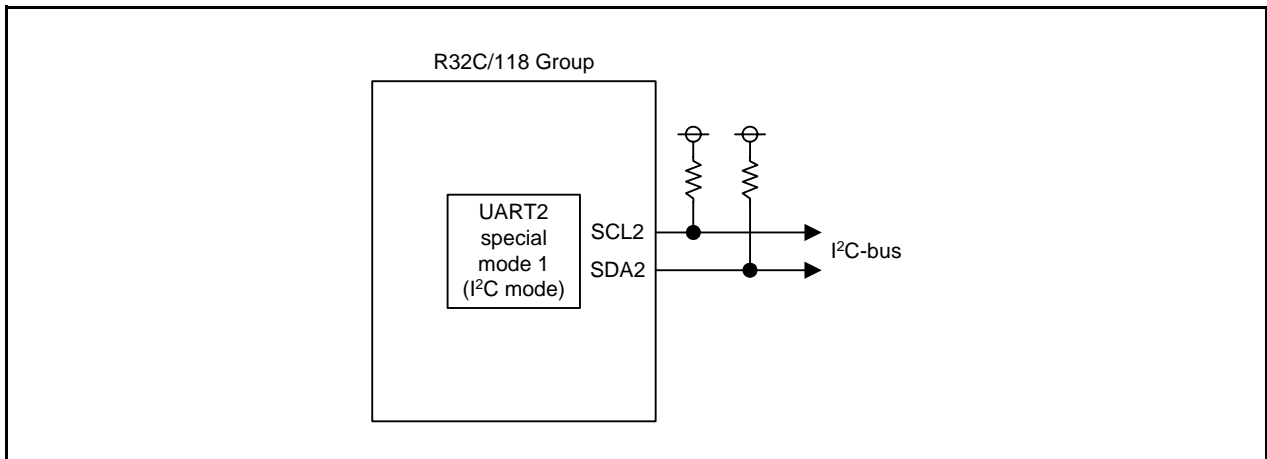 R32C/118 Group
UART2
special
mode 1
(I²C mode)
SCL2
SDA2
I²C-bus